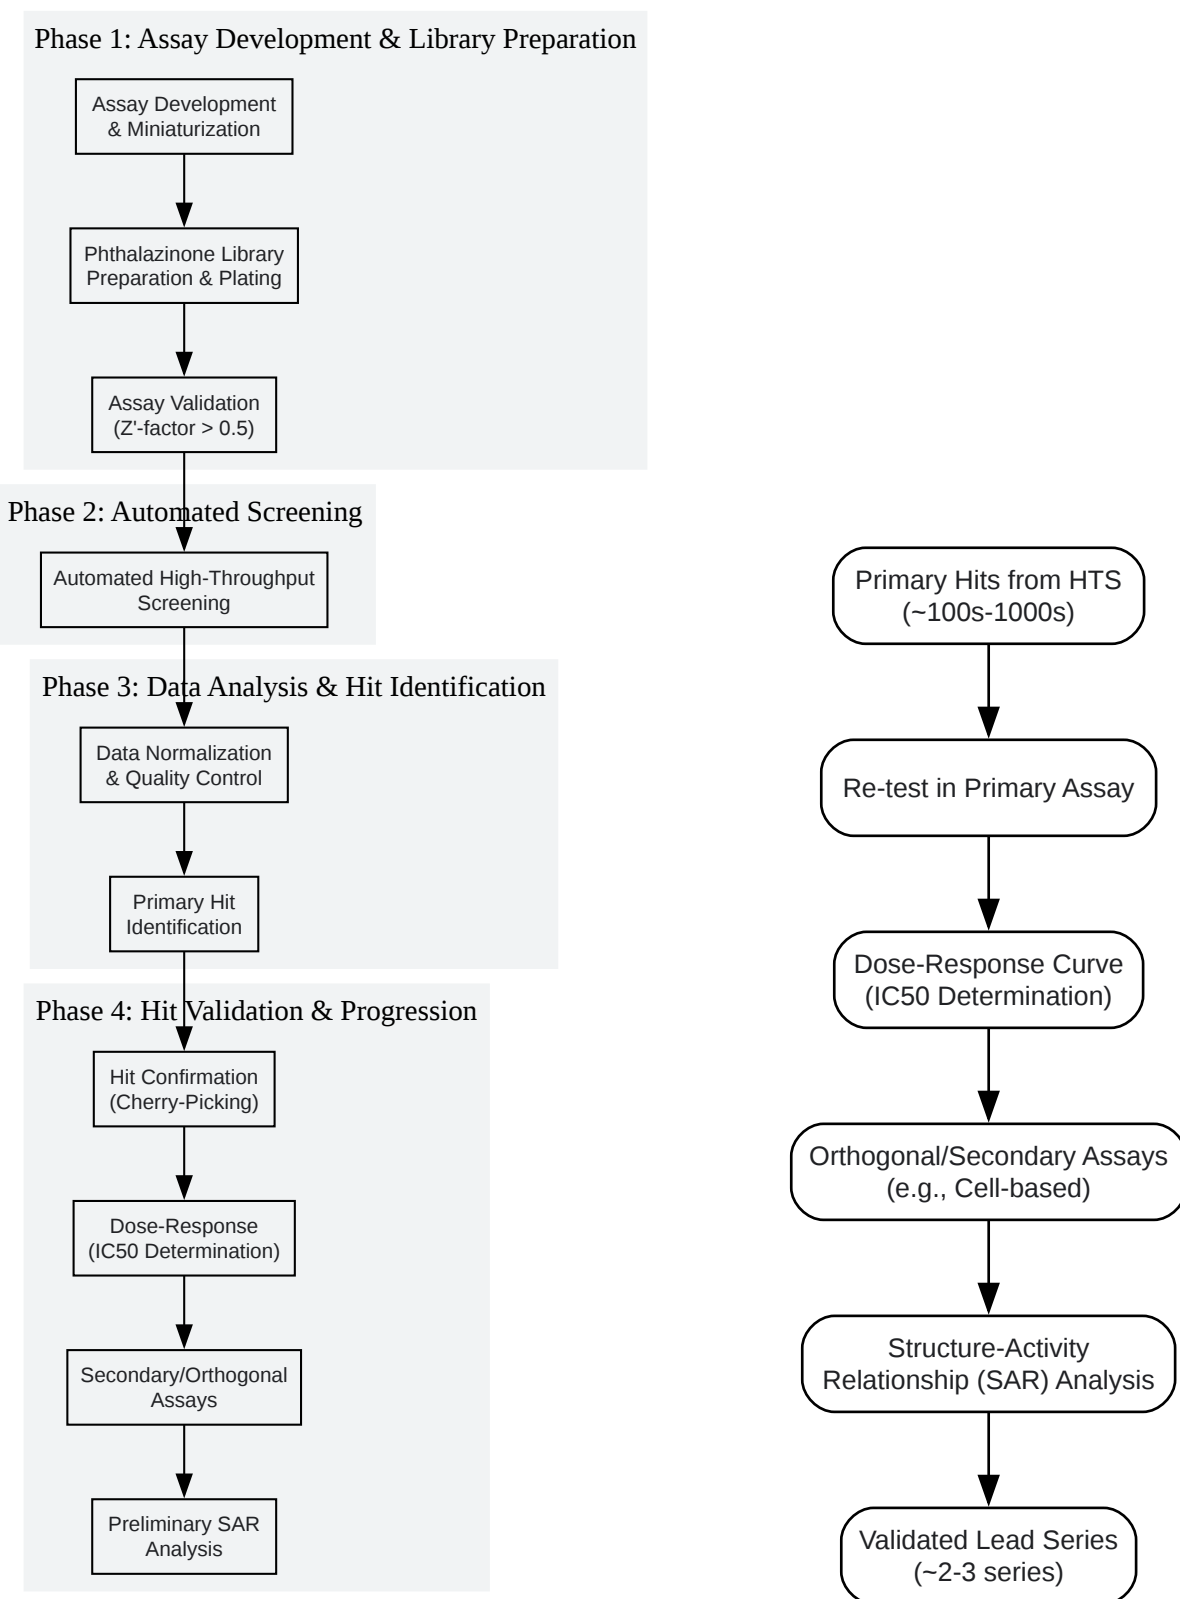 Phase 1: Assay Development & Library Preparation
Assay Development
& Miniaturization
Phthalazinone Library
Preparation & Plating
Assay Validation
(Z'-factor > 0.5)
Phase 2: Automated Screening
Automated High-Throughput
Screening
Phase 3: Data Analysis & Hit Identification
Data Normalization
& Quality Control
Primary Hit
Identification
Phase 4: Hit Validation & Progression
Hit Confirmation
(Cherry-Picking)
Dose-Response
(IC50 Determination)
Secondary/Orthogonal
Assays
Preliminary SAR
Analysis
Primary Hits from HTS
(~100s-1000s)
Re-test in Primary Assay
Dose-Response Curve
(IC50 Determination)
Orthogonal/Secondary Assays
(e.g., Cell-based)
Structure-Activity
Relationship (SAR) Analysis
Validated Lead Series
(~2-3 series)